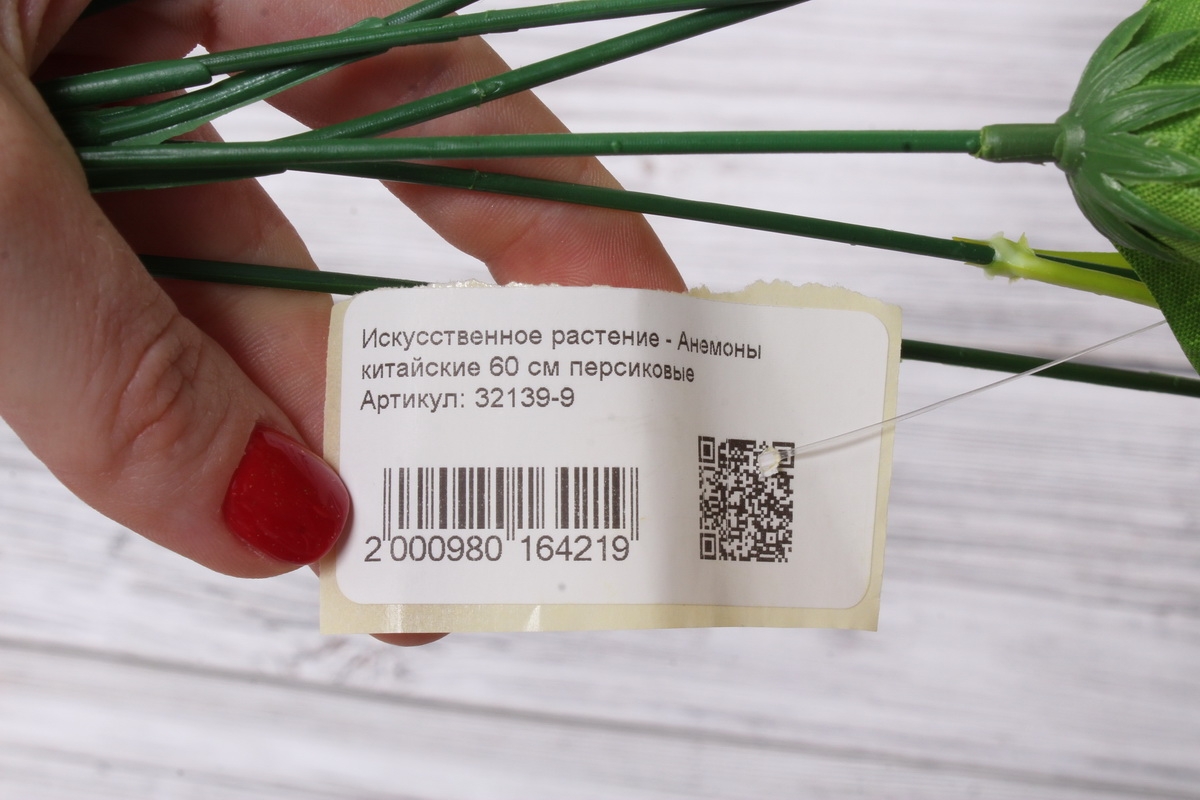 Искусственное растение - Анемоны
китайские 60 см персиковые
Артикул: 32139-9
2 000980 164219